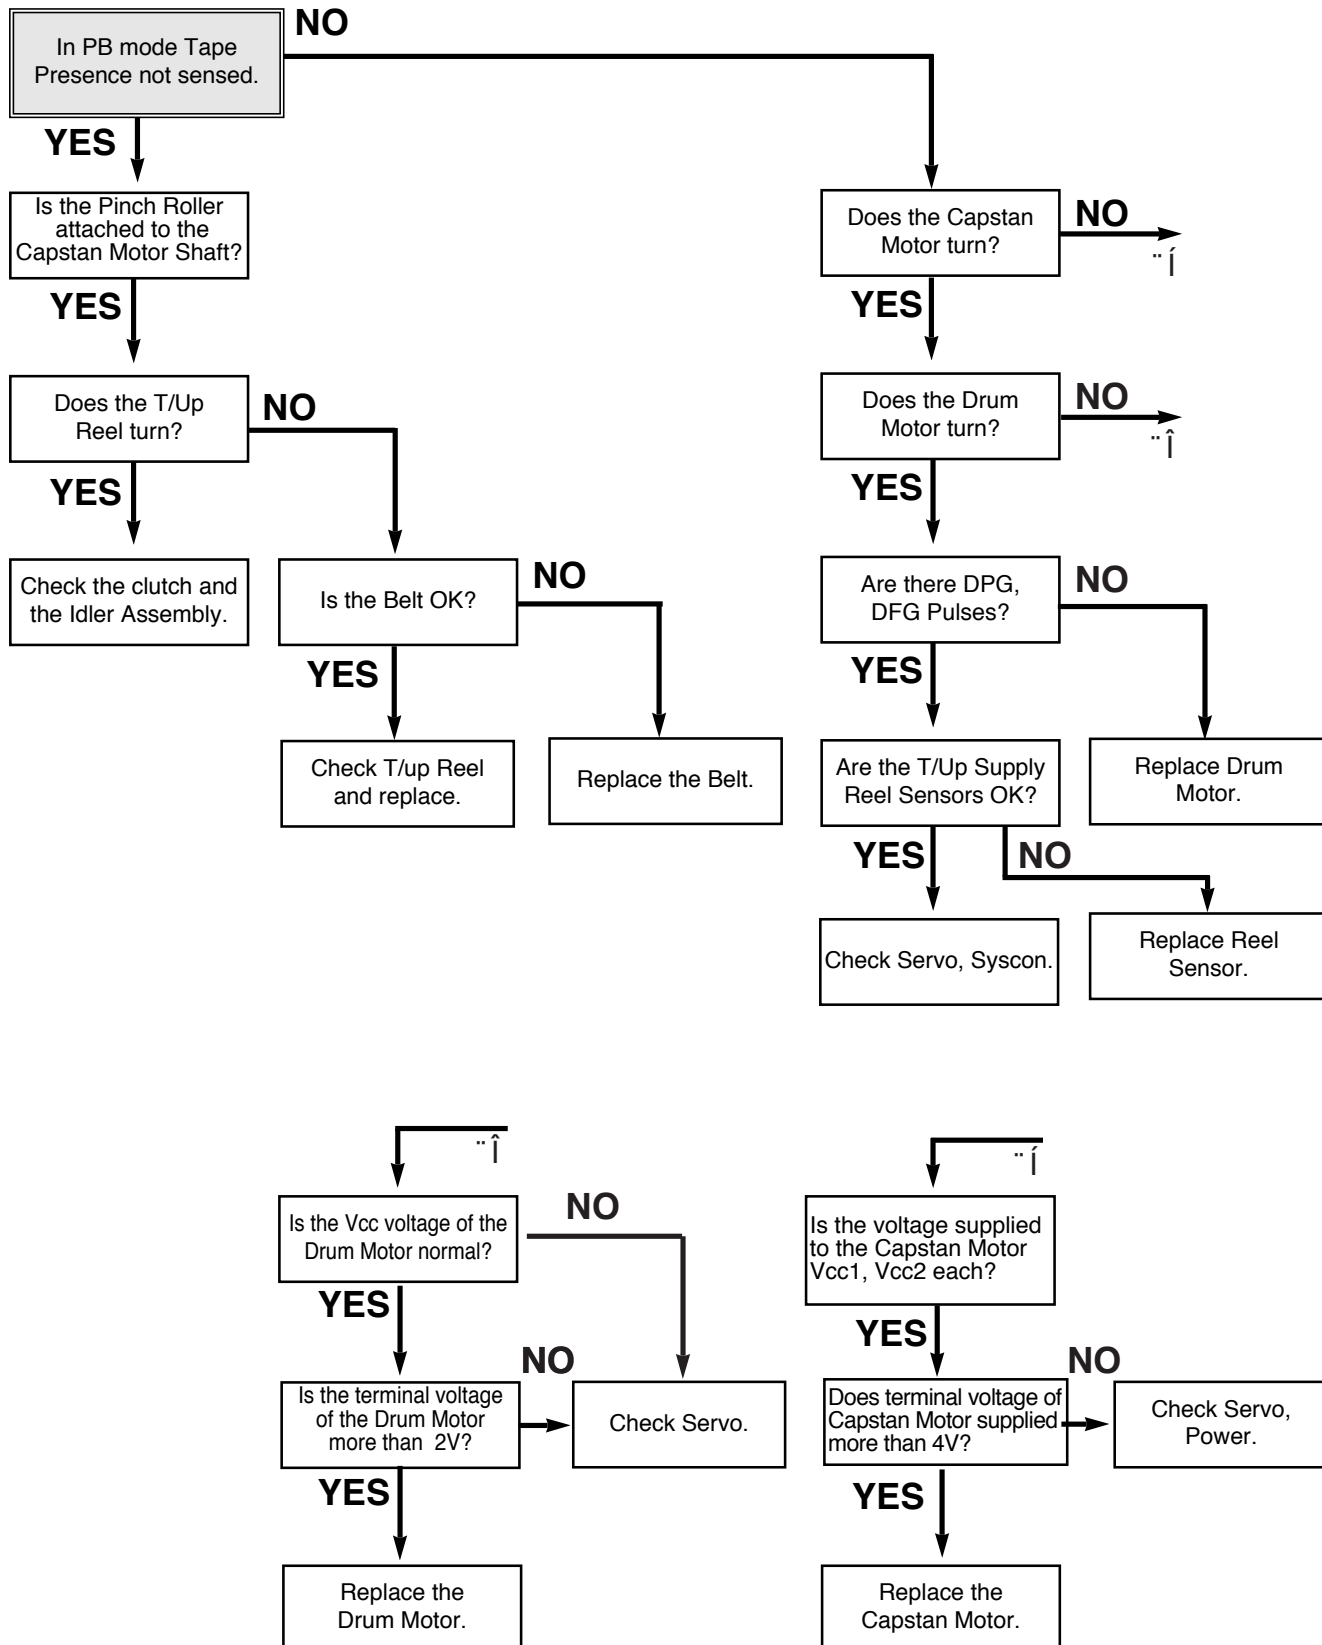 In PB mode Tape
Presence not sensed.
NO
YES
Is the Pinch Roller
attached to the
Capstan Motor Shaft?
YES
Does the T/Up
Reel turn?
NO
YES
Check the clutch and
the Idler Assembly.
Is the Belt OK?
NO
YES
Check T/up Reel
and replace.
Replace the Belt.
Does the Capstan
Motor turn?
NO
¨Í
YES
Does the Drum
Motor turn?
NO
¨Î
YES
Are there DPG,
DFG Pulses?
NO
YES
Are the T/Up Supply
Reel Sensors OK?
Replace Drum
Motor.
YES
NO
Check Servo, Syscon.
Replace Reel
Sensor.
¨Î
Is the Vcc voltage of the
Drum Motor normal?
NO
YES
Is the terminal voltage
of the Drum Motor
more than 2V?
NO
Check Servo.
YES
Replace the
Drum Motor.
¨Í
Is the voltage supplied
to the Capstan Motor
Vcc1, Vcc2 each?
YES
NO
Does terminal voltage of
Capstan Motor supplied
more than 4V?
Check Servo,
Power.
YES
Replace the
Capstan Motor.